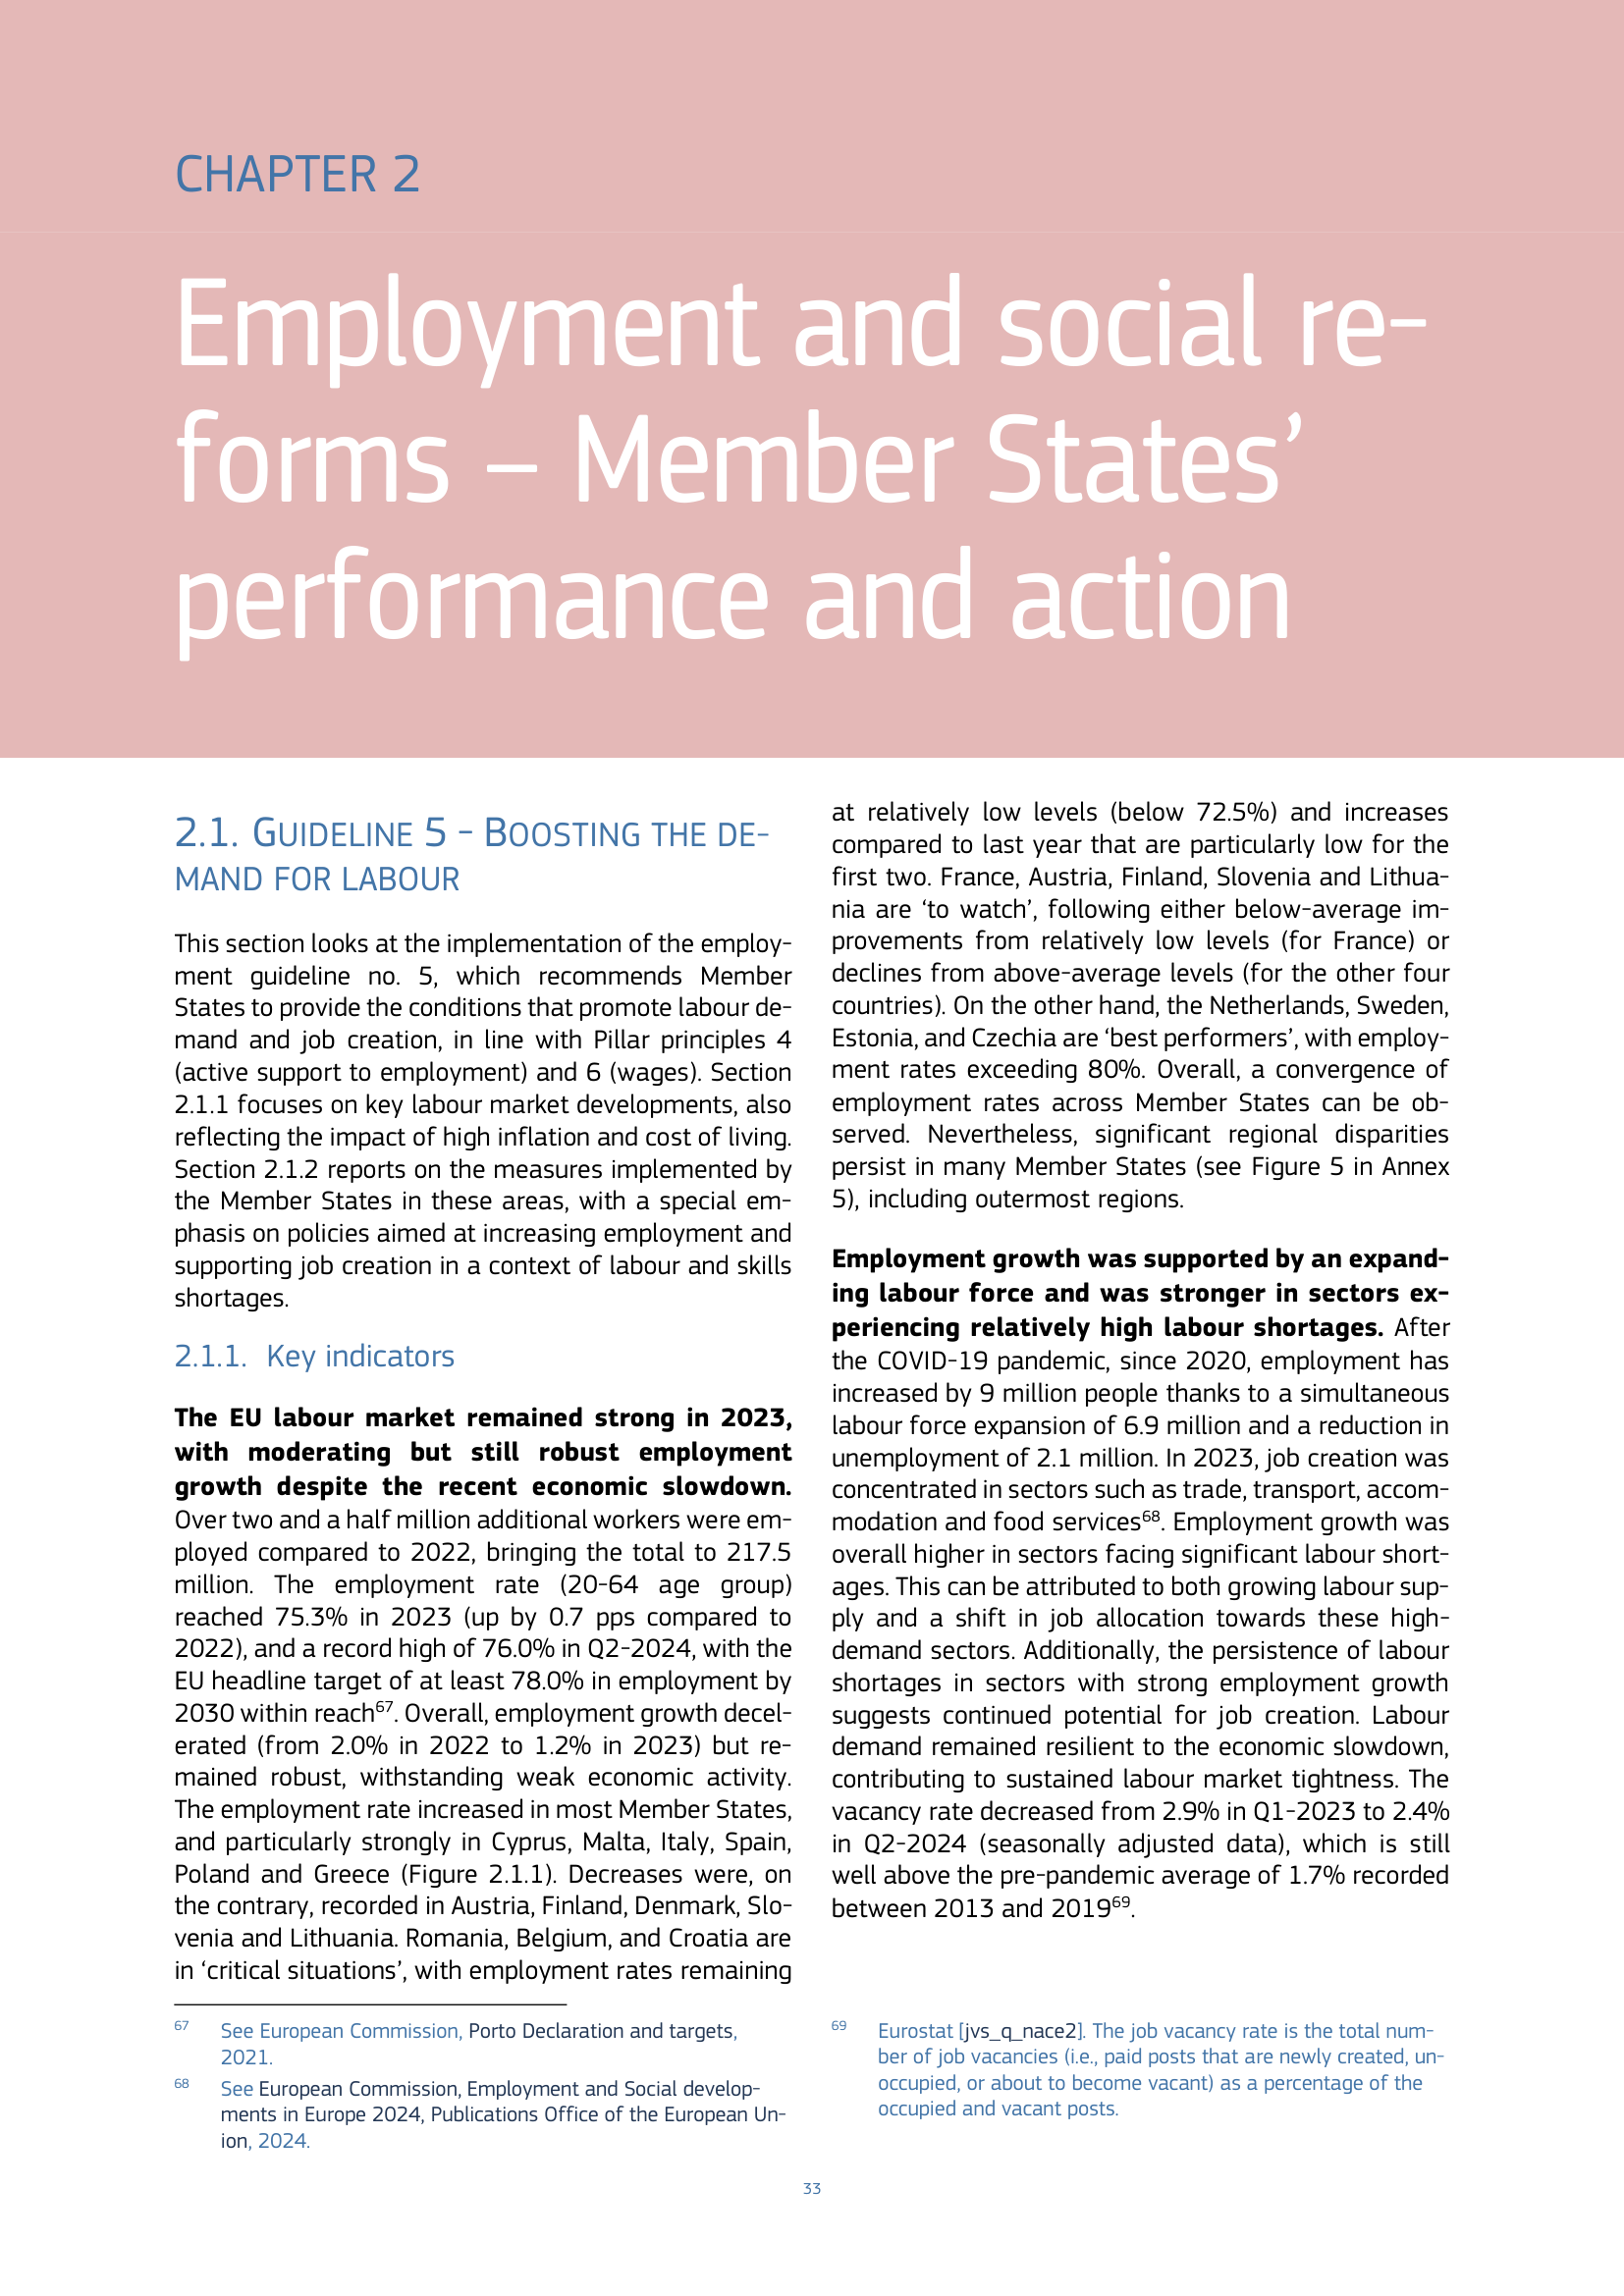 CHAPTER 2
Employment and social re-
forms – Member States’
performance and action
2.1. GUIDELINE 5 - BOOSTING THE DE-
MAND FOR LABOUR
This section looks at the implementation of the employ-
ment guideline no. 5, which recommends Member
States to provide the conditions that promote labour de-
mand and job creation, in line with Pillar principles 4
(active support to employment) and 6 (wages). Section
2.1.1 focuses on key labour market developments, also
reflecting the impact of high inflation and cost of living.
Section 2.1.2 reports on the measures implemented by
the Member States in these areas, with a special em-
phasis on policies aimed at increasing employment and
supporting job creation in a context of labour and skills
shortages.
2.1.1. Key indicators
The EU labour market remained strong in 2023,
with moderating but still robust employment
growth despite the recent economic slowdown.
Over two and a half million additional workers were em-
ployed compared to 2022, bringing the total to 217.5
million. The employment rate (20-64 age group)
reached 75.3% in 2023 (up by 0.7 pps compared to
2022), and a record high of 76.0% in Q2-2024, with the
EU headline target of at least 78.0% in employment by
2030 within reach67. Overall, employment growth decel-
erated (from 2.0% in 2022 to 1.2% in 2023) but re-
mained robust, withstanding weak economic activity.
The employment rate increased in most Member States,
and particularly strongly in Cyprus, Malta, Italy, Spain,
Poland and Greece (Figure 2.1.1). Decreases were, on
the contrary, recorded in Austria, Finland, Denmark, Slo-
venia and Lithuania. Romania, Belgium, and Croatia are
in ‘critical situations’, with employment rates remaining
at relatively low levels (below 72.5%) and increases
compared to last year that are particularly low for the
first two. France, Austria, Finland, Slovenia and Lithua-
nia are ‘to watch’, following either below-average im-
provements from relatively low levels (for France) or
declines from above-average levels (for the other four
countries). On the other hand, the Netherlands, Sweden,
Estonia, and Czechia are ‘best performers’, with employ-
ment rates exceeding 80%. Overall, a convergence of
employment rates across Member States can be ob-
served. Nevertheless, significant regional disparities
persist in many Member States (see Figure 5 in Annex
5), including outermost regions.
Employment growth was supported by an expand-
ing labour force and was stronger in sectors ex-
periencing relatively high labour shortages. After
the COVID-19 pandemic, since 2020, employment has
increased by 9 million people thanks to a simultaneous
labour force expansion of 6.9 million and a reduction in
unemployment of 2.1 million. In 2023, job creation was
concentrated in sectors such as trade, transport, accom-
modation and food services68. Employment growth was
overall higher in sectors facing significant labour short-
ages. This can be attributed to both growing labour sup-
ply and a shift in job allocation towards these high-
demand sectors. Additionally, the persistence of labour
shortages in sectors with strong employment growth
suggests continued potential for job creation. Labour
demand remained resilient to the economic slowdown,
contributing to sustained labour market tightness. The
vacancy rate decreased from 2.9% in Q1-2023 to 2.4%
in Q2-2024 (seasonally adjusted data), which is still
well above the pre-pandemic average of 1.7% recorded
between 2013 and 201969.
67 See European Commission, Porto Declaration and targets,
2021.
68 See European Commission, Employment and Social develop-
ments in Europe 2024, Publications Office of the European Un-
ion, 2024.
69 Eurostat [jvs_q_nace2]. The job vacancy rate is the total num-
ber of job vacancies (i.e., paid posts that are newly created, un-
occupied, or about to become vacant) as a percentage of the
occupied and vacant posts.
33